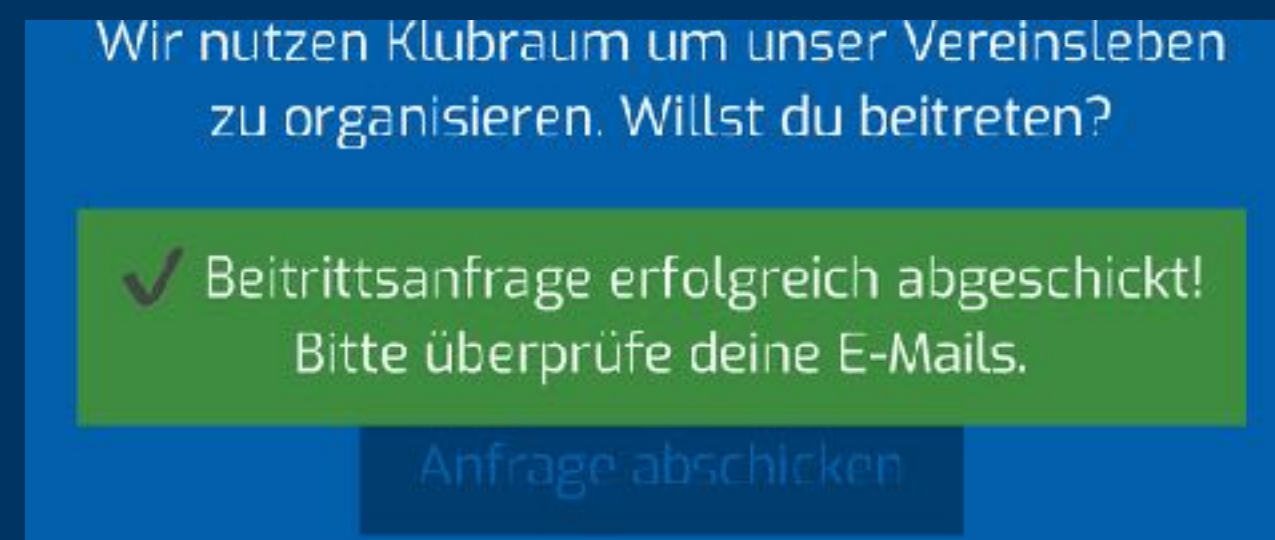 Wir nutzen Klubraum um unser Vereinsleben
zu organisieren. Willst du beitreten?
✔ Beitrittsanfrage erfolgreich abgeschickt!
Bitte überprüfe deine E-Mails.
Anfrage abschicken